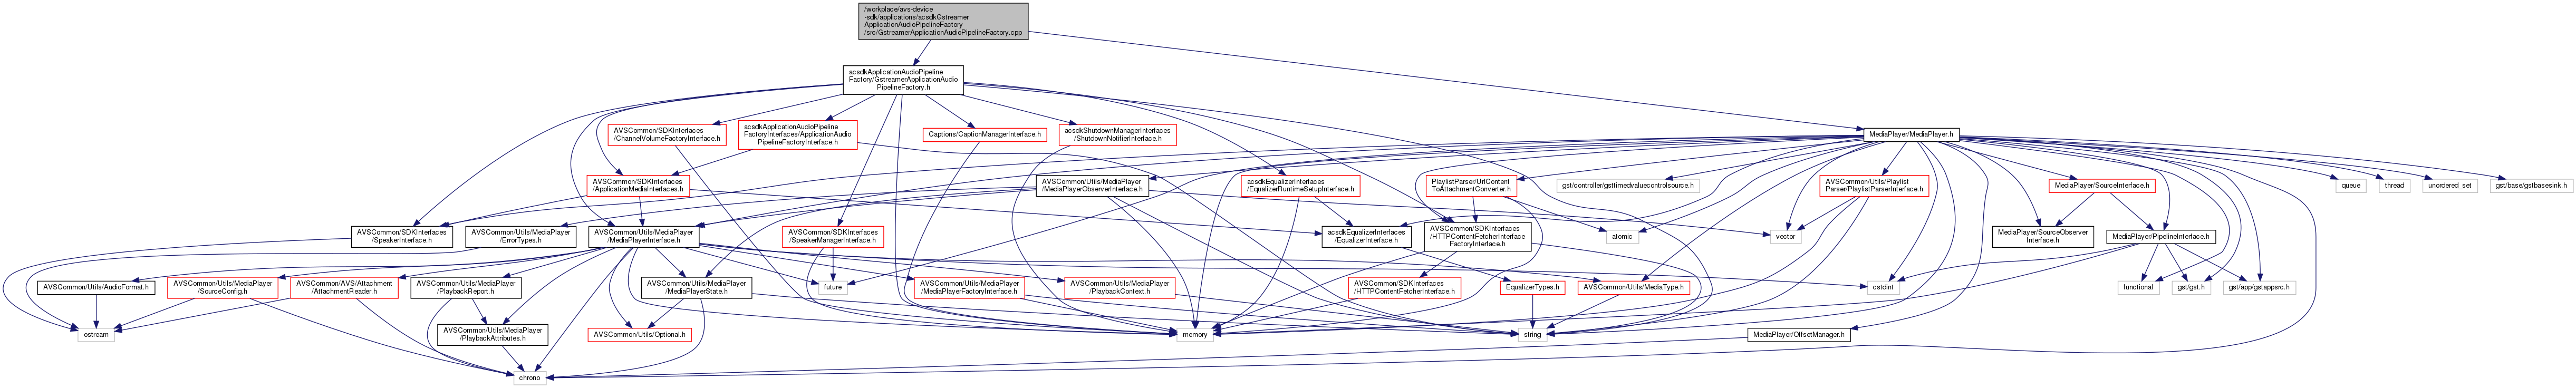 /workplace/avs-device
-sdk/applications/acsdkGstreamer
ApplicationAudioPipelineFactory
/src/GstreamerApplicationAudioPipelineFactory.cpp
acsdkApplicationAudioPipeline
Factory/GstreamerApplicationAudio
PipelineFactory.h
MediaPlayer/MediaPlayer.h
AVSCommon/SDKInterfaces
/ChannelVolumeFactoryInterface.h
acsdkApplicationAudioPipeline
FactoryInterfaces/ApplicationAudio
PipelineFactoryInterface.h
Captions/CaptionManagerInterface.h
acsdkShutdownManagerInterfaces
/ShutdownNotifierInterface.h
AVSCommon/SDKInterfaces
/ApplicationMediaInterfaces.h
AVSCommon/Utils/MediaPlayer
/MediaPlayerObserverInterface.h
acsdkEqualizerInterfaces
/EqualizerRuntimeSetupInterface.h
PlaylistParser/UrlContent
ToAttachmentConverter.h
gst/controller/gsttimedvaluecontrolsource.h
AVSCommon/Utils/Playlist
Parser/PlaylistParserInterface.h
MediaPlayer/SourceInterface.h
queue
thread
unordered_set
gst/base/gstbasesink.h
AVSCommon/SDKInterfaces
/SpeakerInterface.h
AVSCommon/Utils/MediaPlayer
/ErrorTypes.h
AVSCommon/Utils/MediaPlayer
/MediaPlayerInterface.h
AVSCommon/SDKInterfaces
/SpeakerManagerInterface.h
acsdkEqualizerInterfaces
/EqualizerInterface.h
AVSCommon/SDKInterfaces
/HTTPContentFetcherInterface
FactoryInterface.h
atomic
vector
MediaPlayer/SourceObserver
Interface.h
MediaPlayer/PipelineInterface.h
AVSCommon/Utils/AudioFormat.h
AVSCommon/Utils/MediaPlayer
/SourceConfig.h
AVSCommon/AVS/Attachment
/AttachmentReader.h
AVSCommon/Utils/MediaPlayer
/PlaybackReport.h
AVSCommon/Utils/MediaPlayer
/MediaPlayerState.h
future
AVSCommon/Utils/MediaPlayer
/MediaPlayerFactoryInterface.h
AVSCommon/Utils/MediaPlayer
/PlaybackContext.h
AVSCommon/SDKInterfaces
/HTTPContentFetcherInterface.h
EqualizerTypes.h
AVSCommon/Utils/MediaType.h
cstdint
functional
gst/gst.h
gst/app/gstappsrc.h
ostream
AVSCommon/Utils/MediaPlayer
/PlaybackAttributes.h
AVSCommon/Utils/Optional.h
memory
MediaPlayer/OffsetManager.h
string
chrono